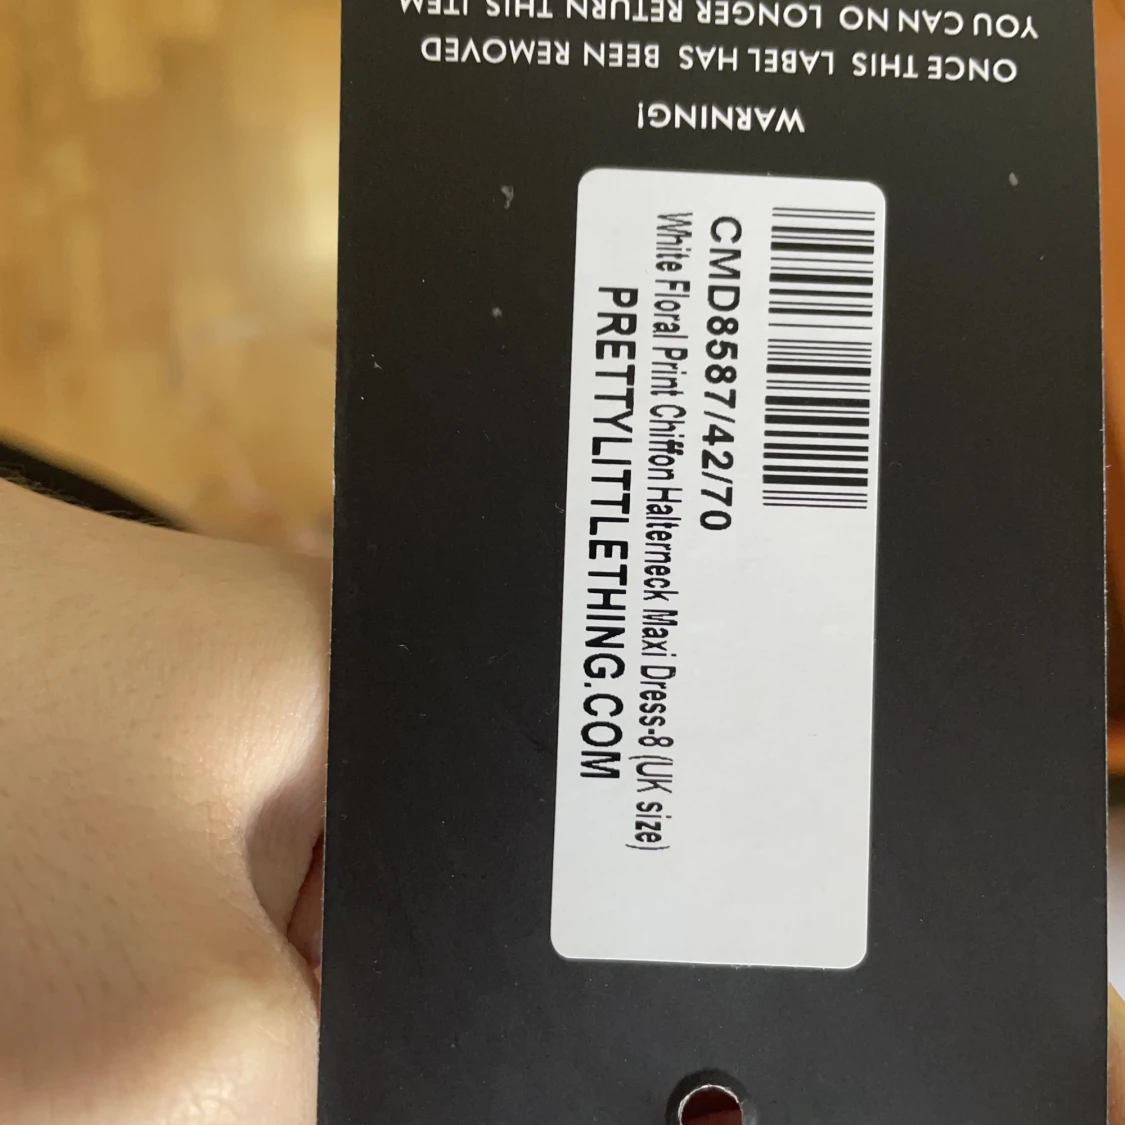 WARNING!
ONCE THIS LABEL HAS BEEN REMOVED
YOU CAN NO LONGER RETURN THIS ITEM
CMD8587/42/70
White Floral Print Chiffon Halterneck Maxi Dress-8 (UK size)
PRETTYLITTLETHING.COM